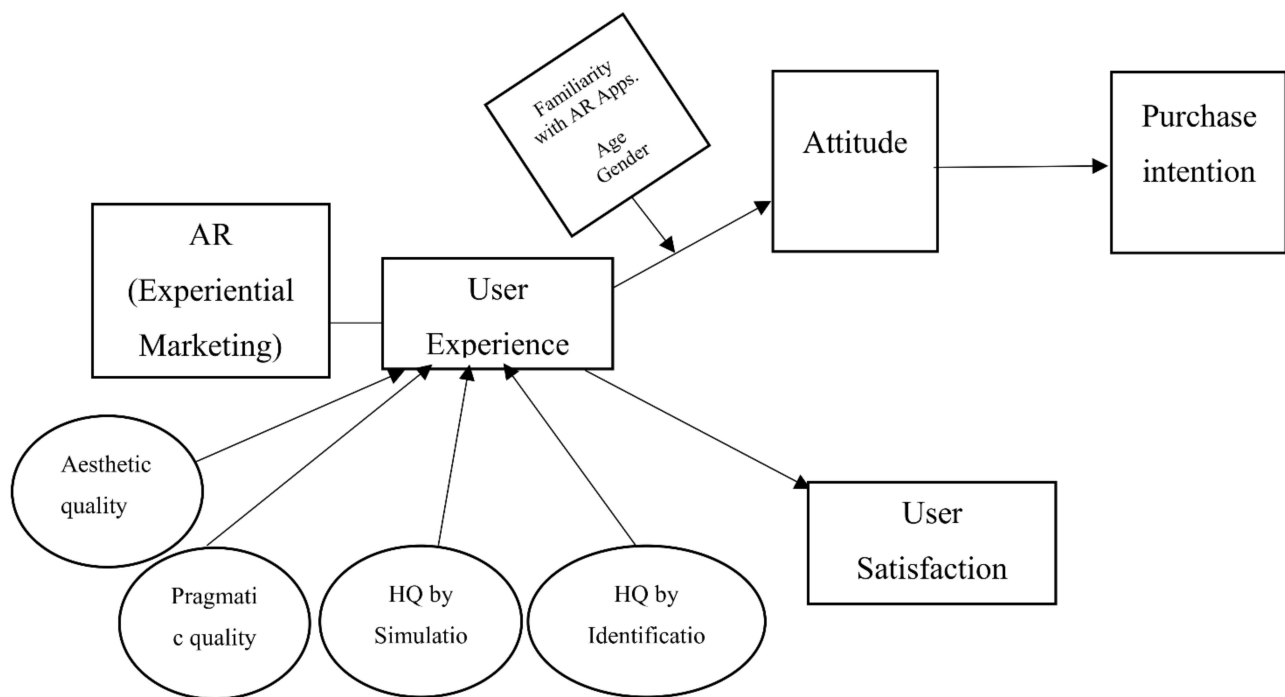 Familiarity
with AR Apps.
Age
Gender
Attitude
Purchase
intention
AR
(Experiential
Marketing)
User
Experience
Aesthetic
quality
Pragmati
c quality
HQ by
Simulatio
HQ by
Identificatio
User
Satisfaction